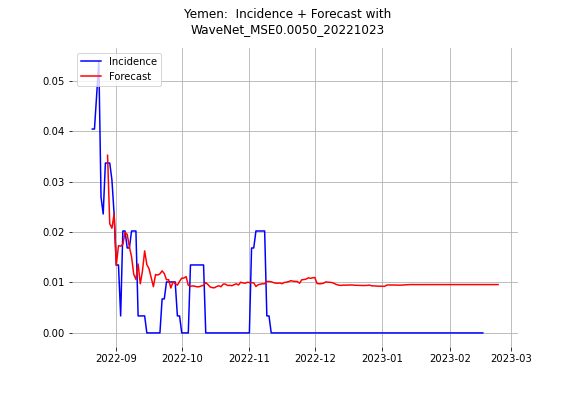 Yemen:  Incidence + Forecast with
WaveNet_MSE0.0050_20221023
Incidence
Forecast
0.05
0.04
0.03
0.02
0.01
0.00
2022-09 2022-10 2022-11 2022-12 2023-01 2023-02 2023-03